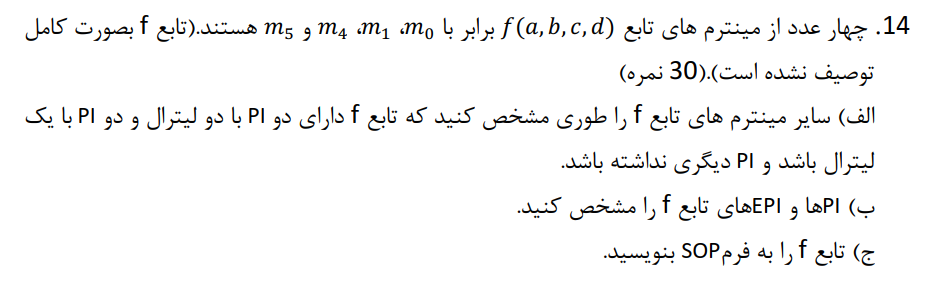 14. چهار عدد از مینترم های تابع f(a, b, c, d) برابر با m₀، m₁، m₄ و m₅ هستند.(تابع f بصورت کامل
توصیف نشده است).(30 نمره)
الف) سایر مینترم های تابع f را طوری مشخص کنید که تابع f دارای دو PI با دو لیترال و دو PI با یک
لیترال باشد و PI دیگری نداشته باشد.
ب) PIها و EPIهای تابع f را مشخص کنید.
ج) تابع f را به فرمSOP بنویسید.